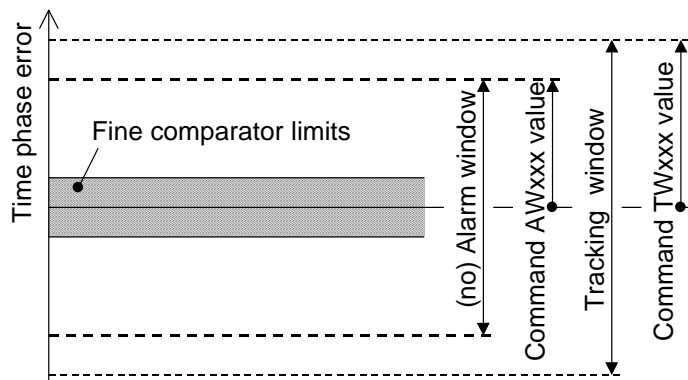 Time phase error
Fine comparator limits
(no) Alarm window
Command AWxxx value
Tracking window
Command TWxxx value